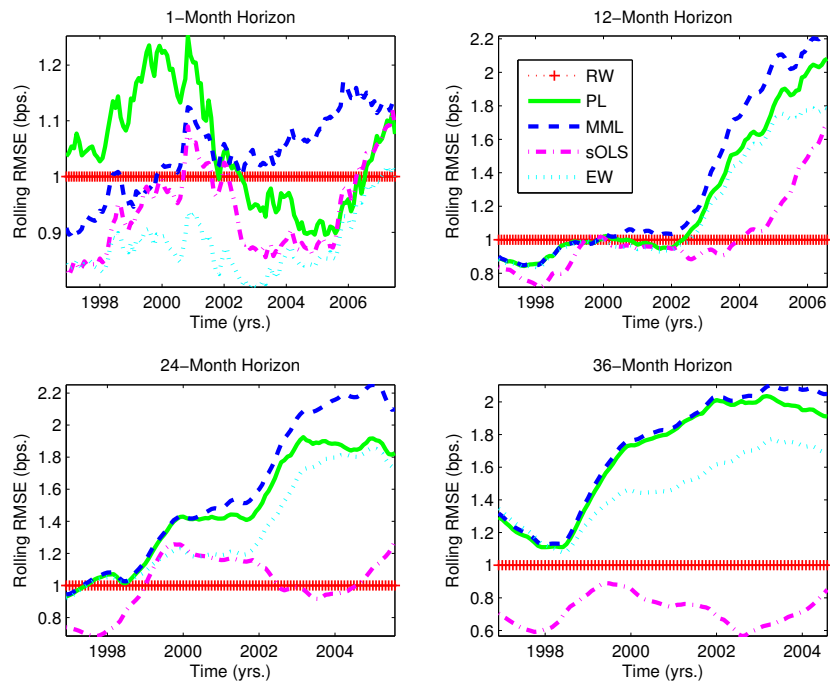 1−Month Horizon
Rolling RMSE (bps.)
1.2
1.1
1
0.9
1998 2000 2002 2004 2006
Time (yrs.)
12−Month Horizon
Rolling RMSE (bps.)
2.2
2
1.8
1.6
1.4
1.2
1
0.8
RW
PL
MML
sOLS
EW
1998 2000 2002 2004 2006
Time (yrs.)
24−Month Horizon
Rolling RMSE (bps.)
2.2
2
1.8
1.6
1.4
1.2
1
0.8
1998 2000 2002 2004
Time (yrs.)
36−Month Horizon
Rolling RMSE (bps.)
2
1.8
1.6
1.4
1.2
1
0.8
0.6
1998 2000 2002 2004
Time (yrs.)